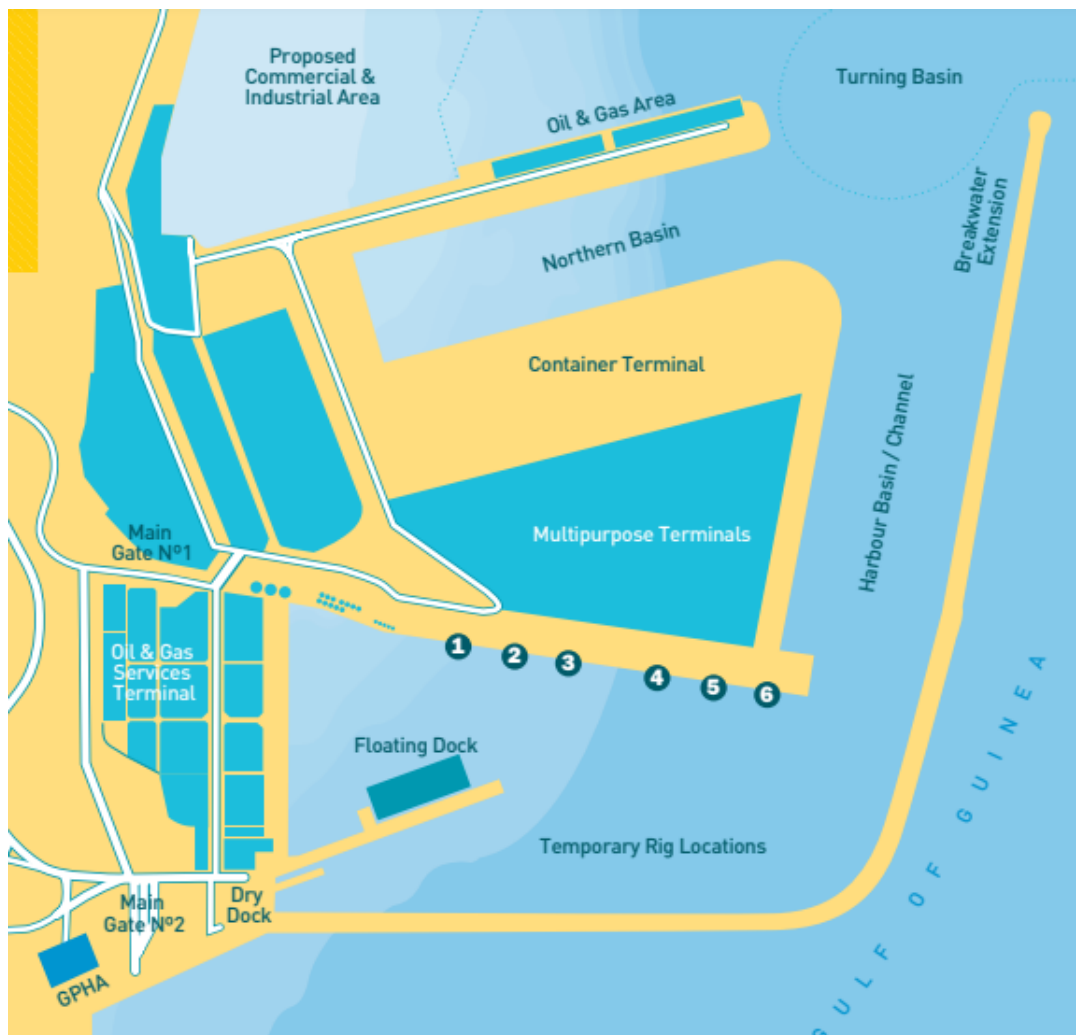 Proposed
Commercial &
Industrial Area
Turning Basin
Oil & Gas Area
Breakwater
Extension
Northern Basin
Container Terminal
Harbour Basin / Channel
Multipurpose Terminals
Main
Gate Nº1
1
2
3
4
5
6
Oil & Gas
Services
Terminal
Floating Dock
Temporary Rig Locations
GULF OF GUINEA
Dry
Dock
Main
Gate Nº2
GPHA